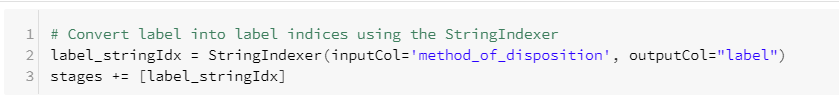 1 # Convert label into label indices using the StringIndexer
2 label_stringIdx = StringIndexer(inputCol='method_of_disposition', outputCol="label")
3 stages += [label_stringIdx]